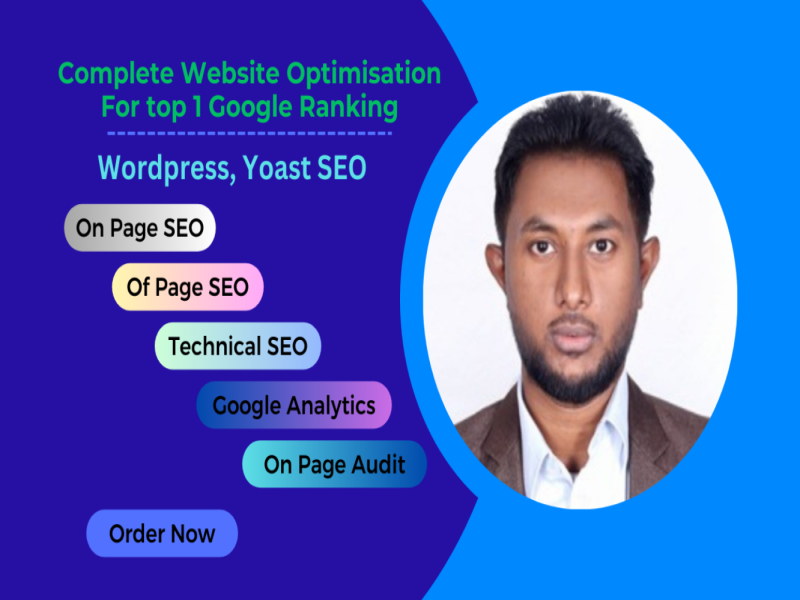 Complete Website Optimisation
For top 1 Google Ranking
Wordpress, Yoast SEO
On Page SEO
Of Page SEO
Technical SEO
Google Analytics
On Page Audit
Order Now